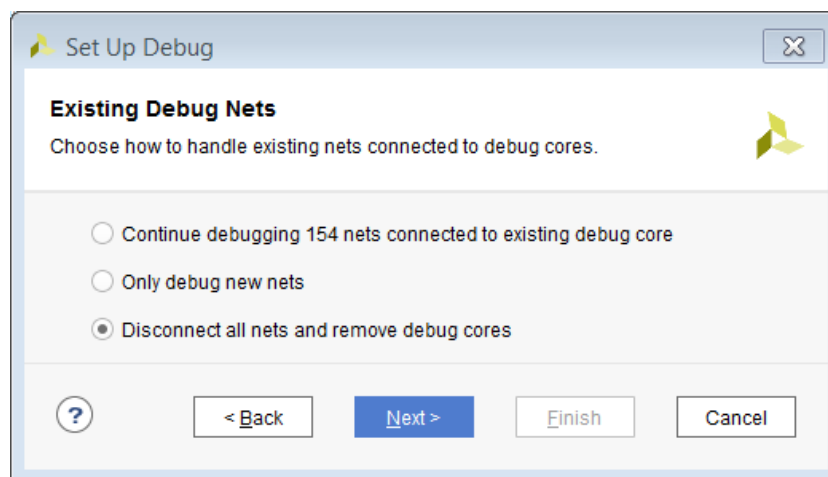 Set Up Debug
Existing Debug Nets
Choose how to handle existing nets connected to debug cores.
Continue debugging 154 nets connected to existing debug core
Only debug new nets
Disconnect all nets and remove debug cores
?
< Back
Next >
Finish
Cancel